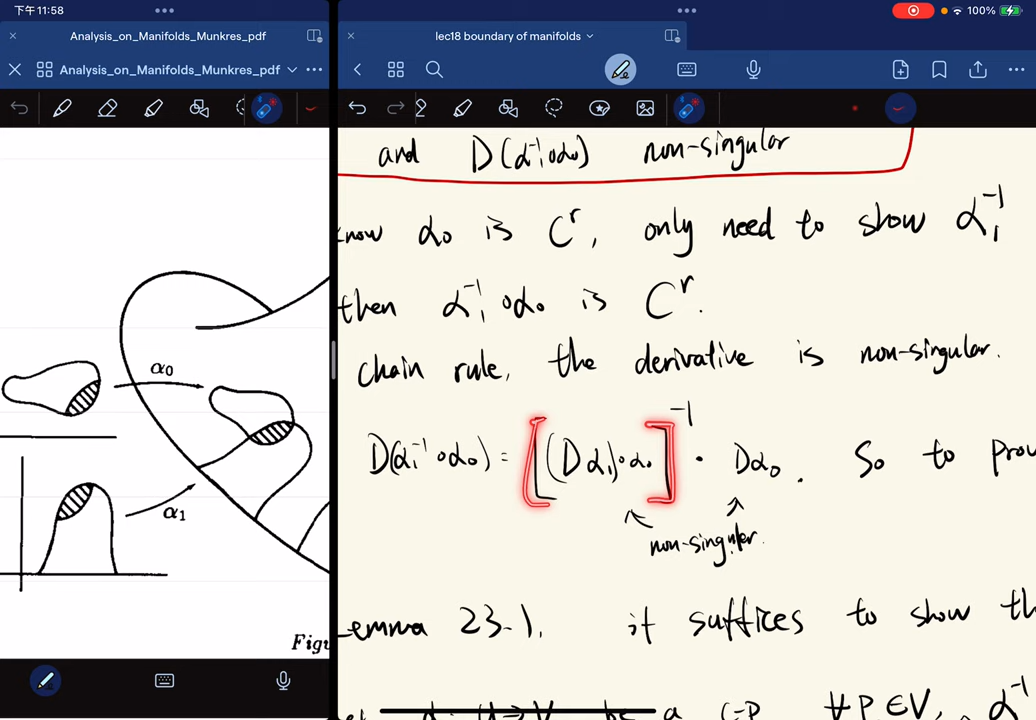 下午11:58
100%
Analysis_on_Manifolds_Munkres_pdf
lec18 boundary of manifolds
Analysis_on_Manifolds_Munkres_pdf
α0
α1
Figu
and D(α₁⁻¹∘α₀) non-singular
know α₀ is Cʳ, only need to show α₁⁻¹
then α₁⁻¹∘α₀ is Cʳ.
chain rule, the derivative is non-singular.
D(α₁⁻¹∘α₀) = [(Dα₁)∘α₀]⁻¹ · Dα₀. So to prov
non-singular.
Lemma 23.1. it suffices to show th
∀P∈V,